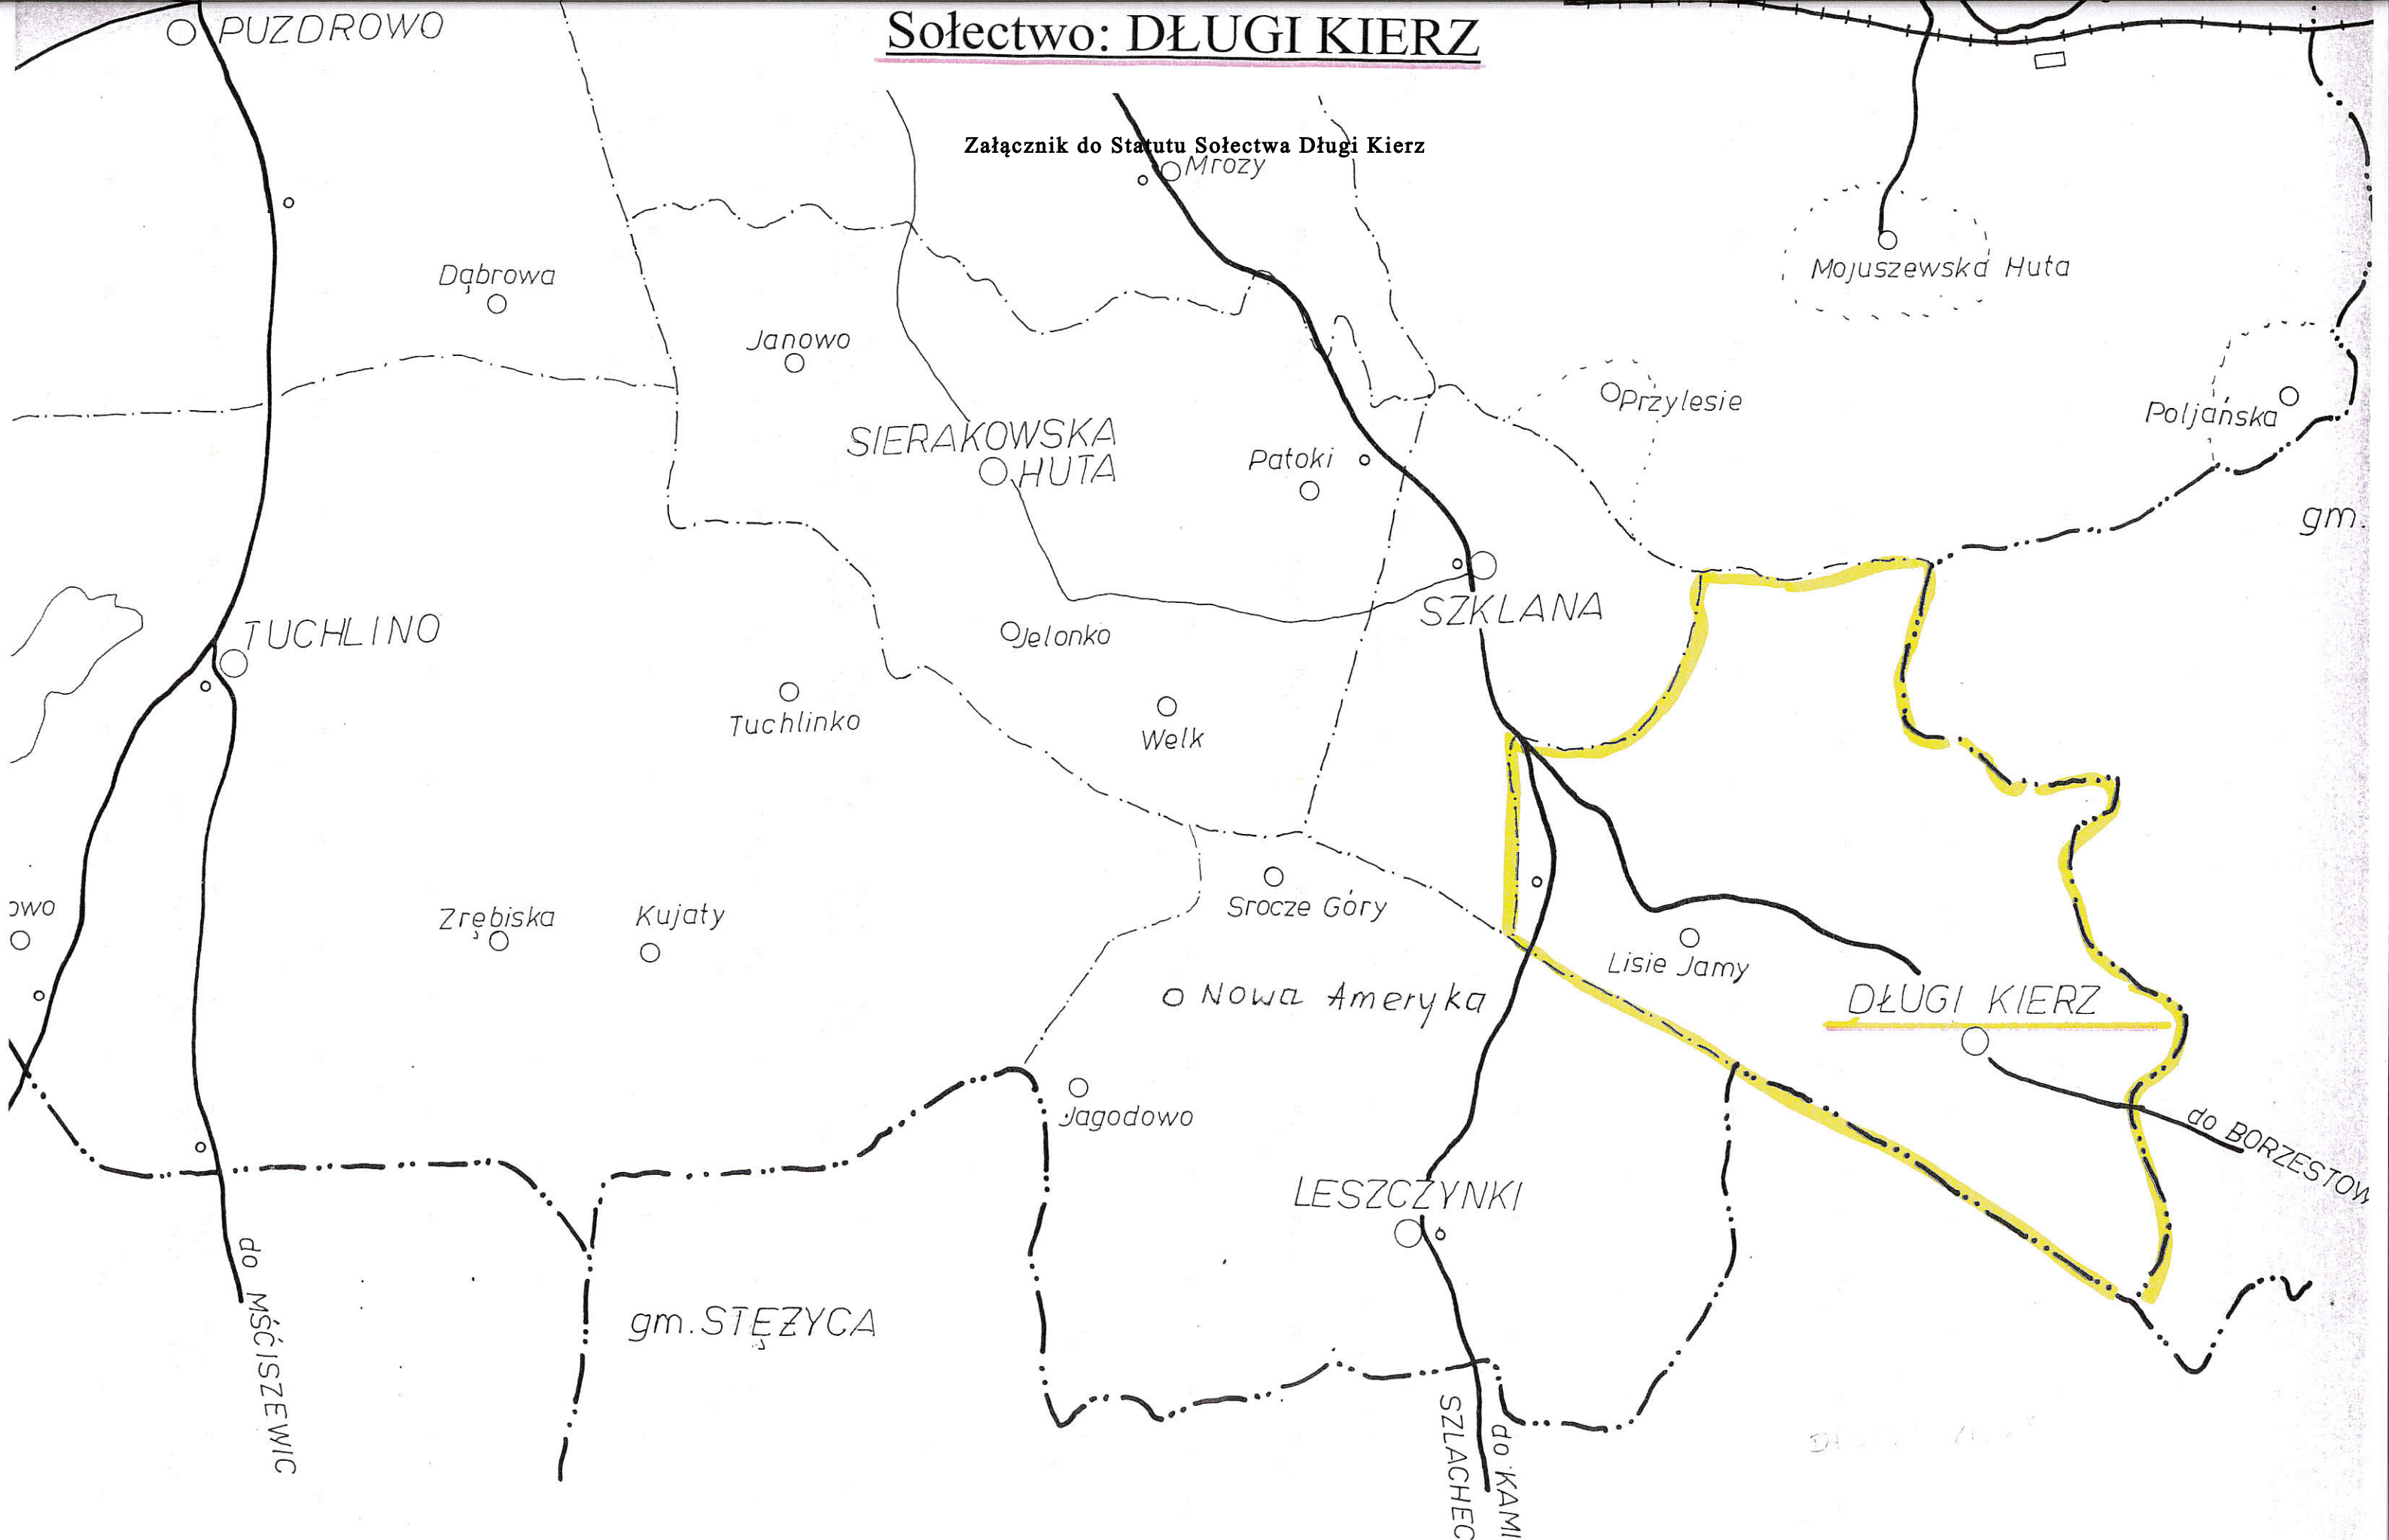 Sołectwo: DŁUGI KIERZ
PUZDROWO
Załącznik do Statutu Sołectwa Długi Kierz
Mrozy
Dąbrowa
Mojuszewska Huta
Janowo
Przylesie
Poljańska
SIERAKOWSKA
HUTA
Patoki
gm.
SZKLANA
TUCHLINO
Jelonko
Tuchlinko
Welk
owo
Zrębiska
Kujaty
Srocze Góry
Lisie Jamy
Nowa Ameryka
DŁUGI KIERZ
Jagodowo
do BORZESTOW
LESZCZYNKI
do MŚCISZEWIC
gm. STĘŻYCA
do KAMI
SZLACHEC